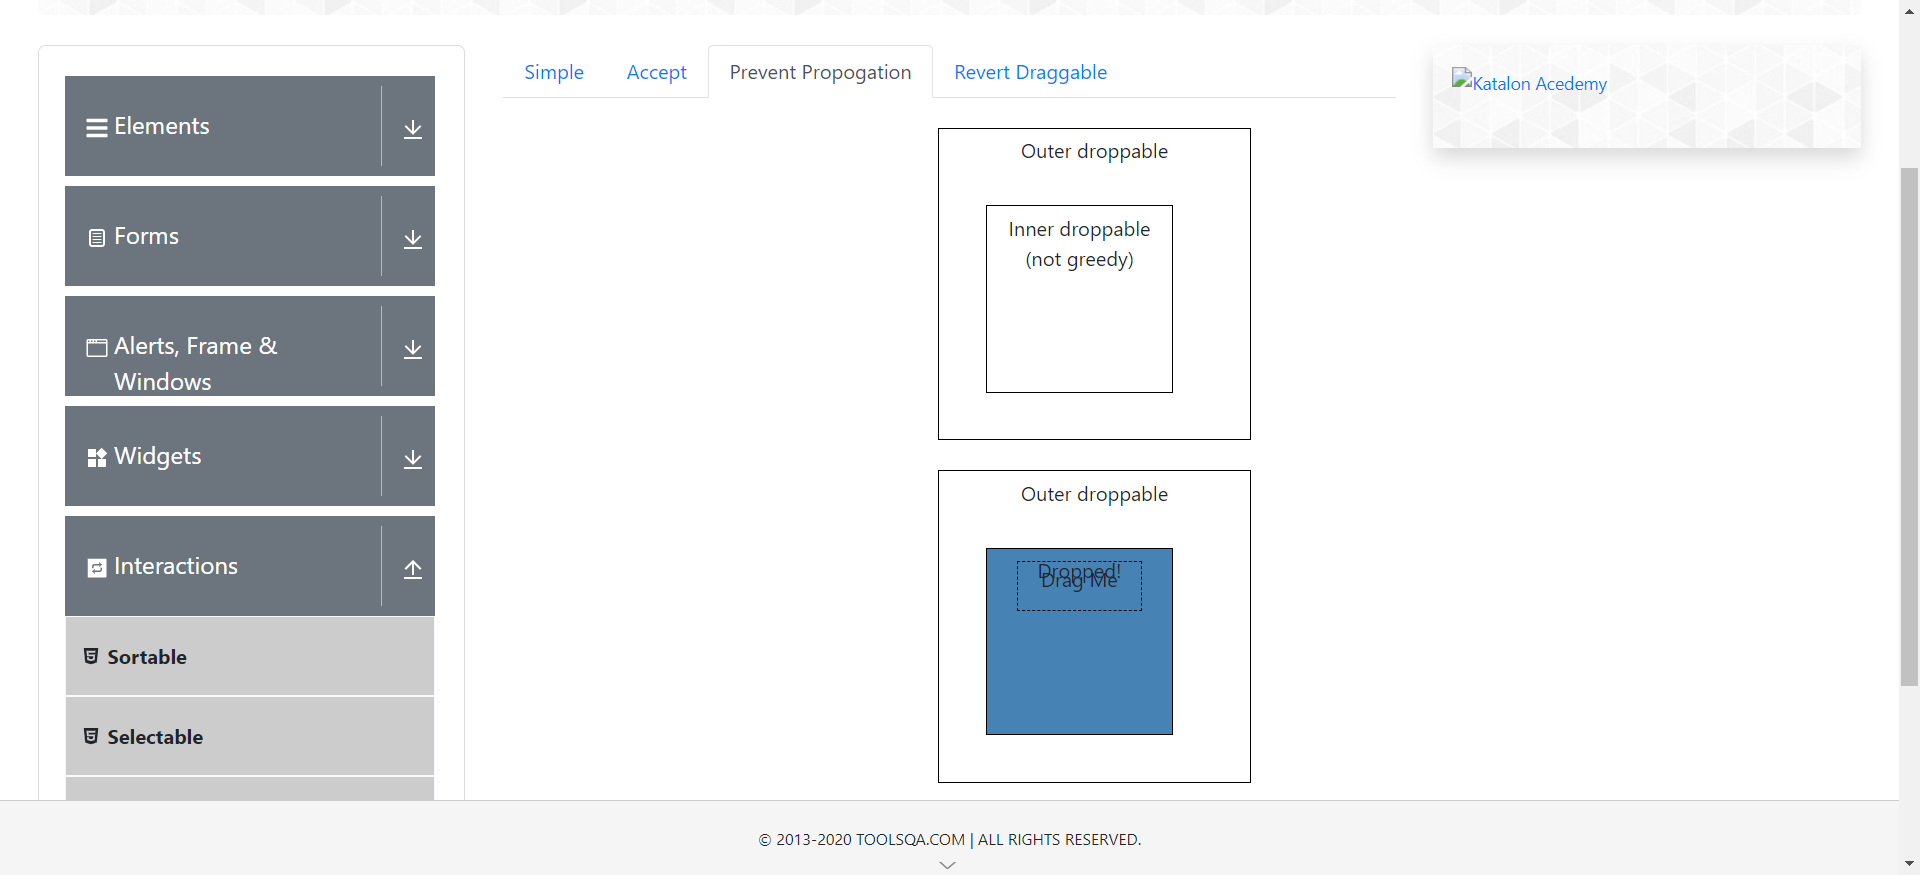 Elements
Forms
Alerts, Frame &
Windows
Widgets
Interactions
Sortable
Selectable
Simple
Accept
Prevent Propogation
Revert Draggable
Outer droppable
Inner droppable
(not greedy)
Outer droppable
Dropped!
Drag Me
Katalon Acedemy
© 2013-2020 TOOLSQA.COM | ALL RIGHTS RESERVED.